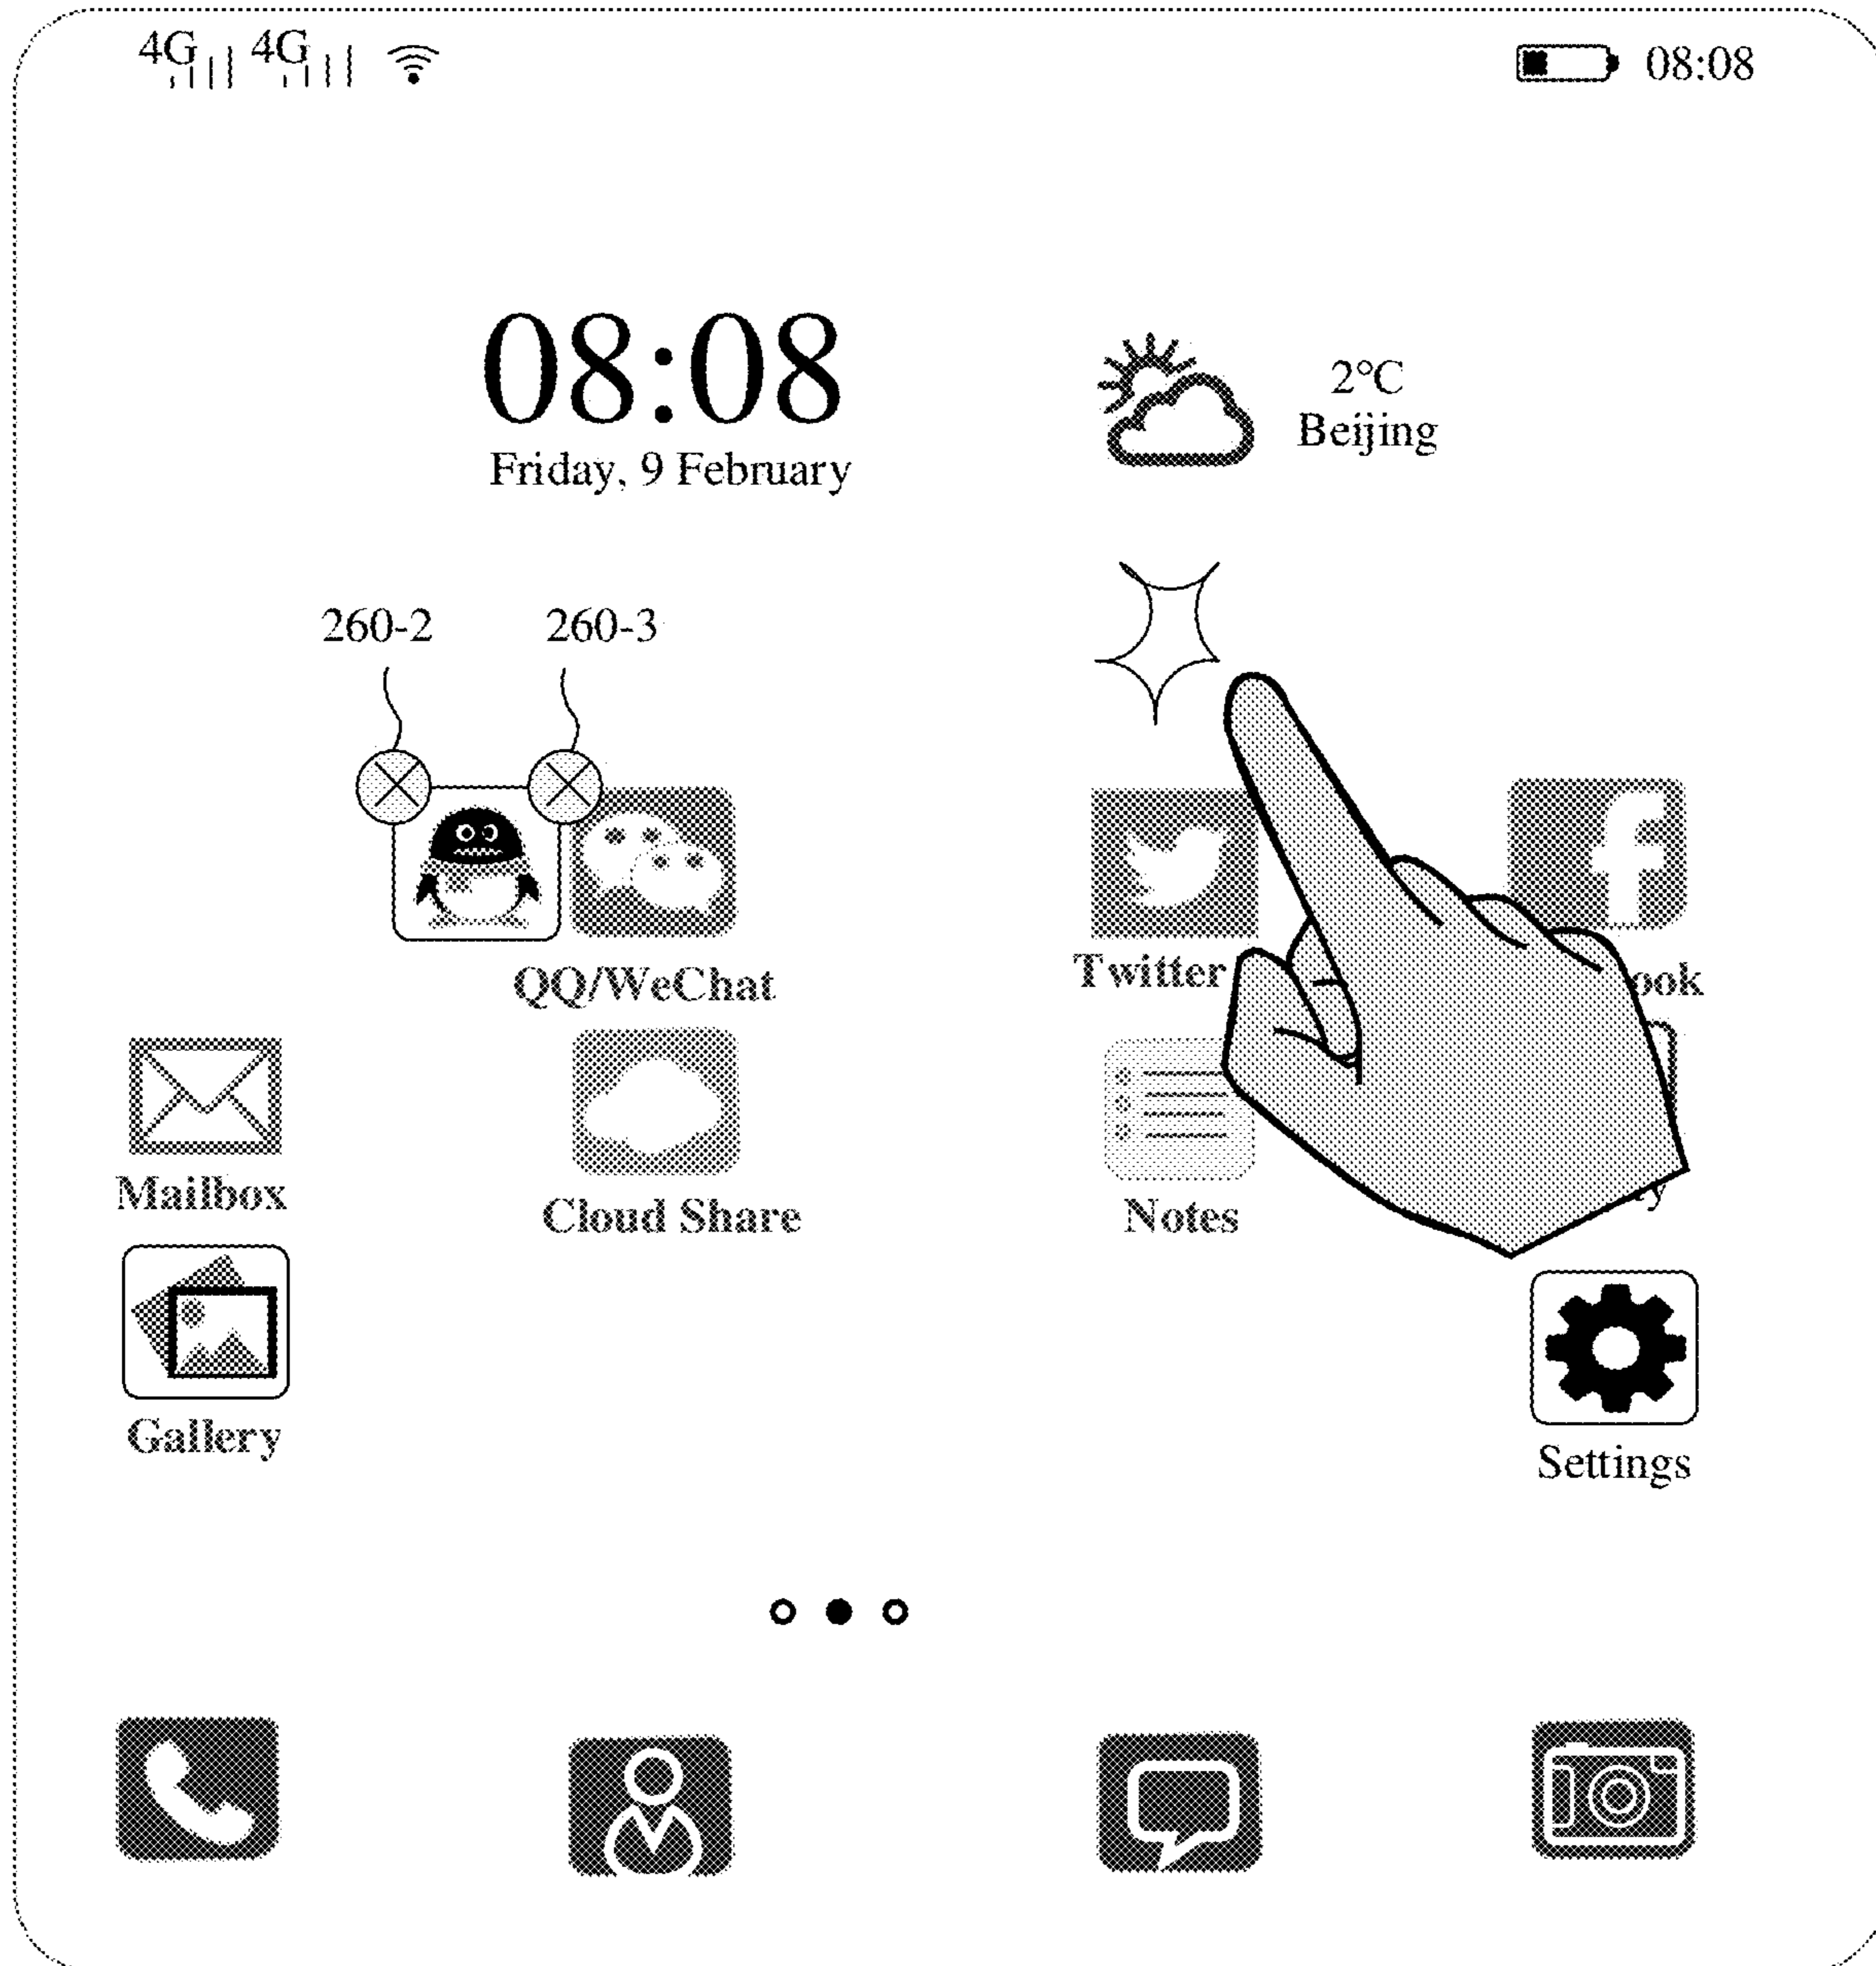 4G 4G 08:08
08:08
Friday, 9 February
2°C
Beijing
260-2 260-3
QQ/WeChat
Twitter
Mailbox
Cloud Share
Notes
Gallery
Settings